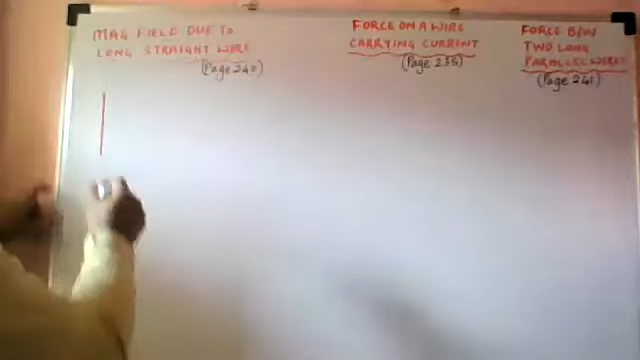 MAG FIELD DUE TO
LONG STRAIGHT WIRE
(Page 240)
FORCE ON A WIRE
CARRYING CURRENT
(Page 235)
FORCE B/W
TWO LONG
PARALLEL WIRES
(Page 241)